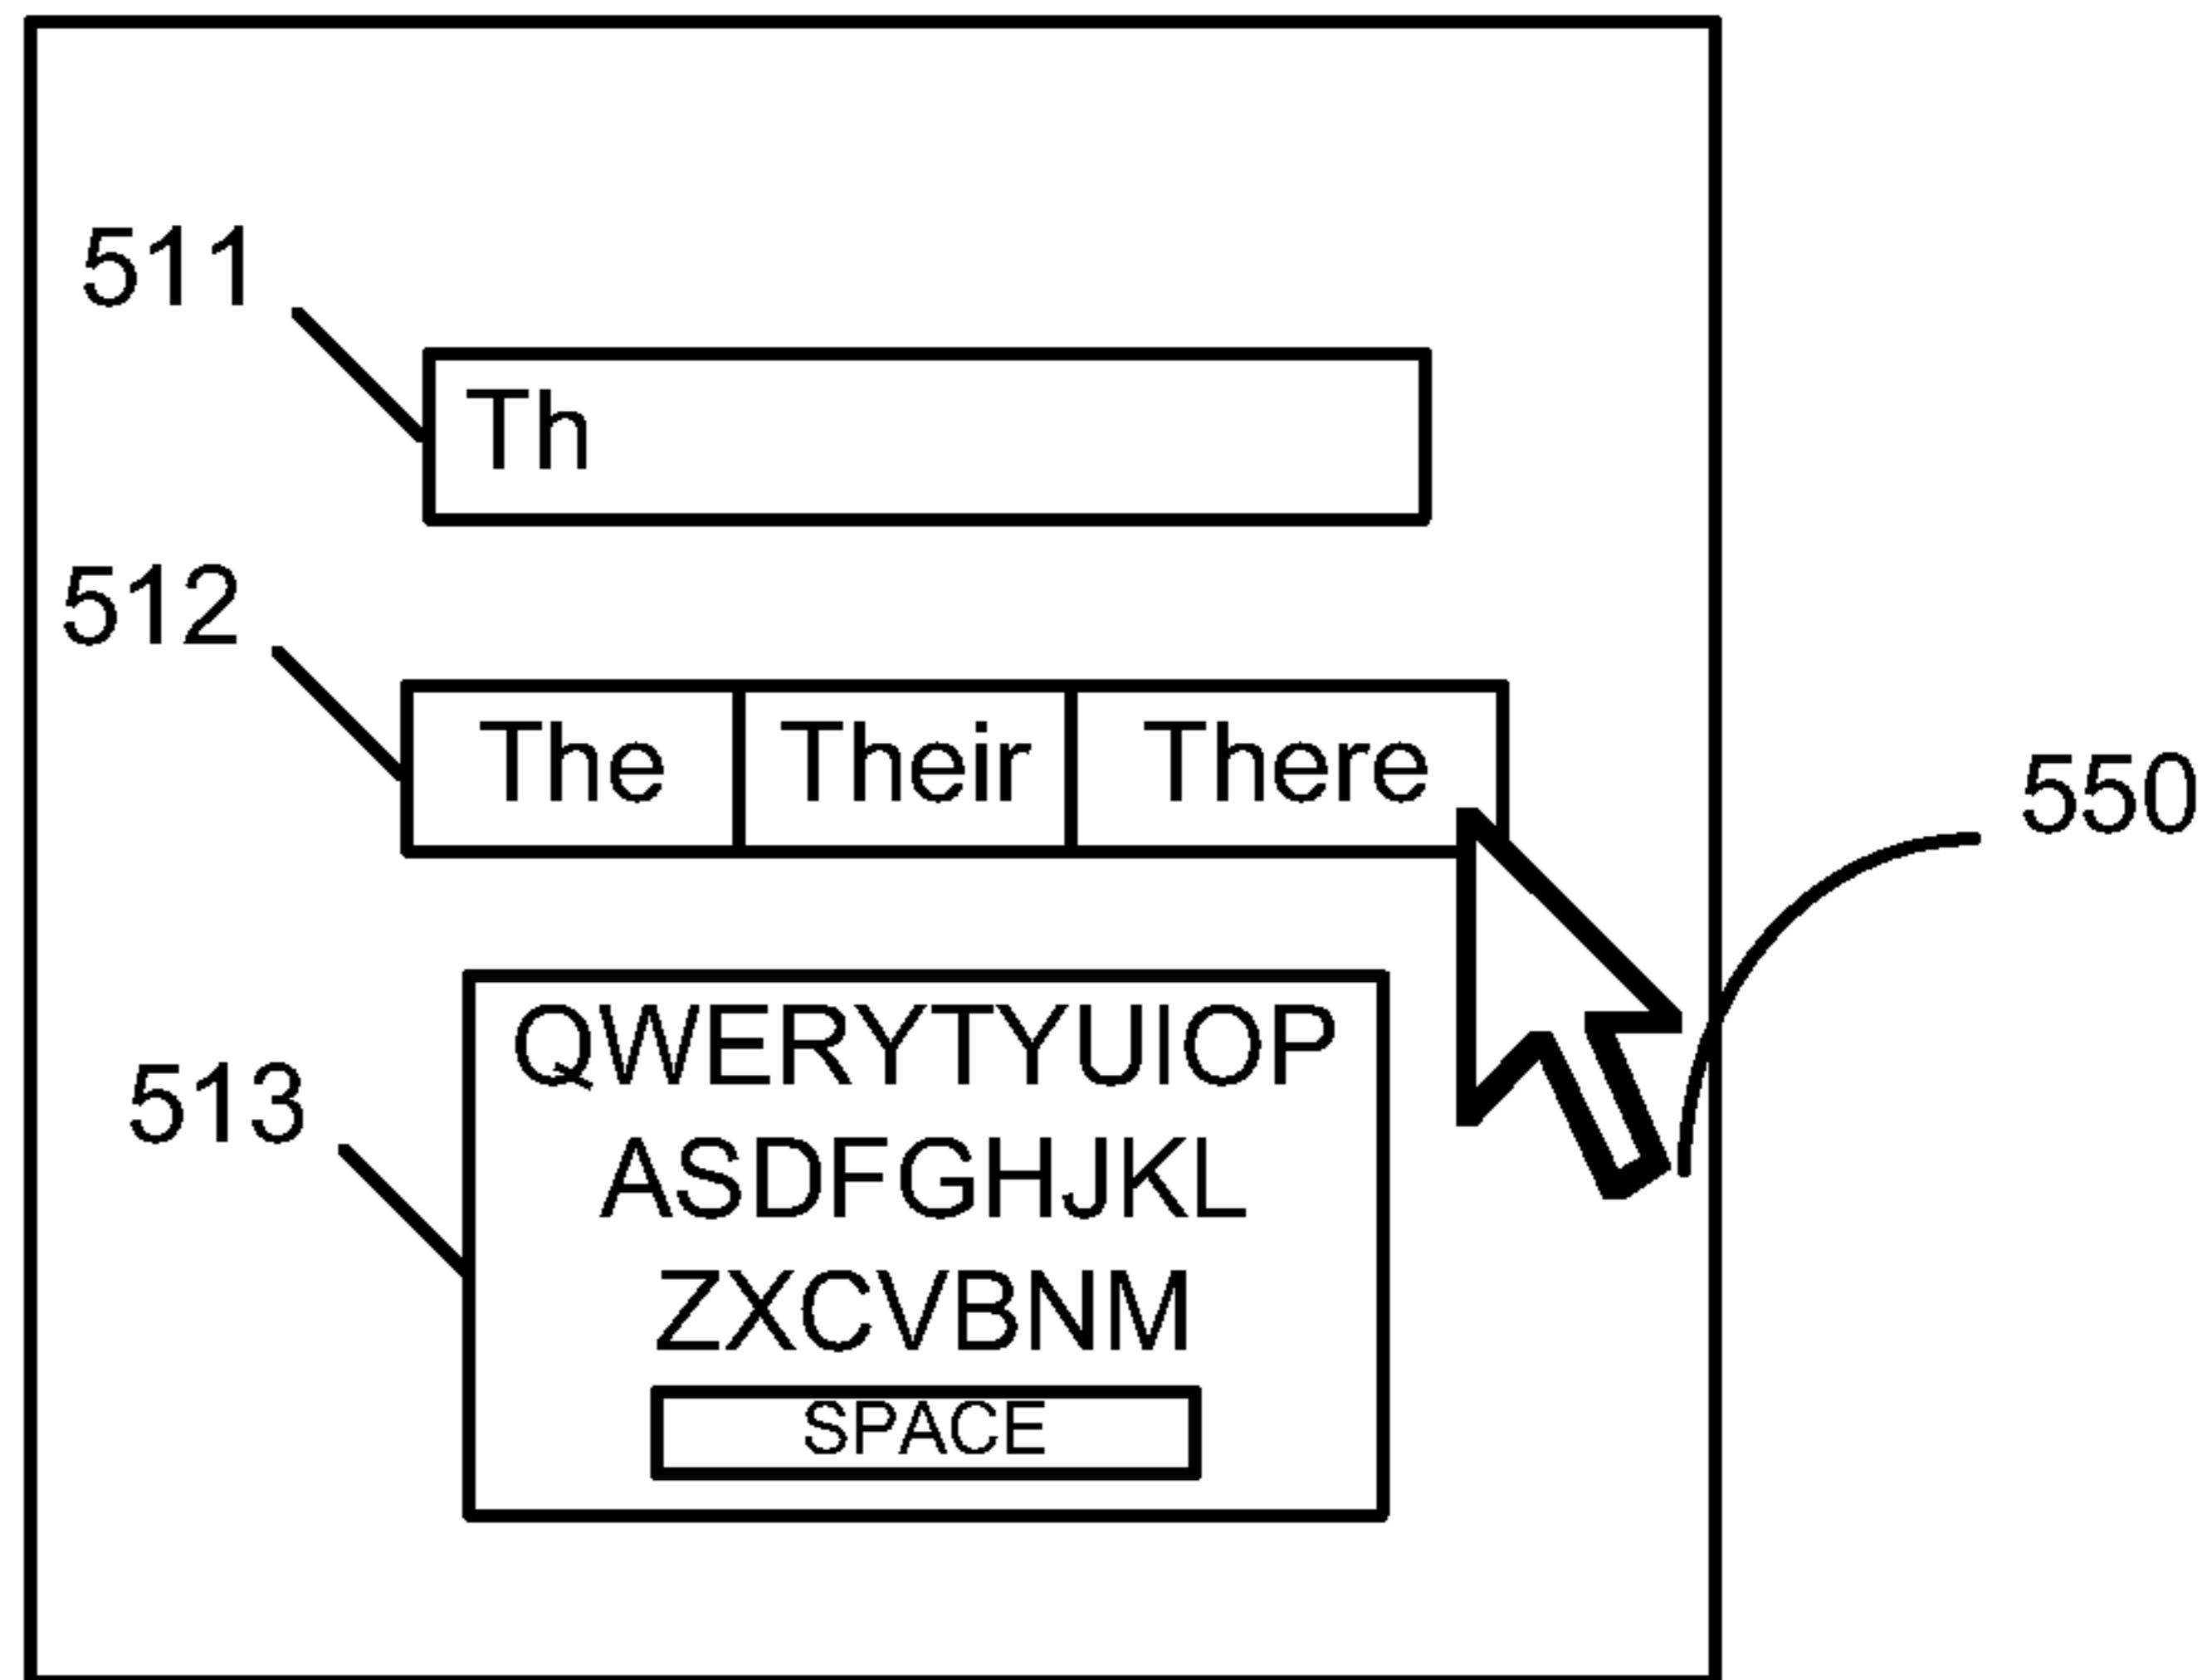 511
Th
512
The Their There
550
QWERYTYUIOP
513
ASDFGHJKL
ZXCVBNM
SPACE